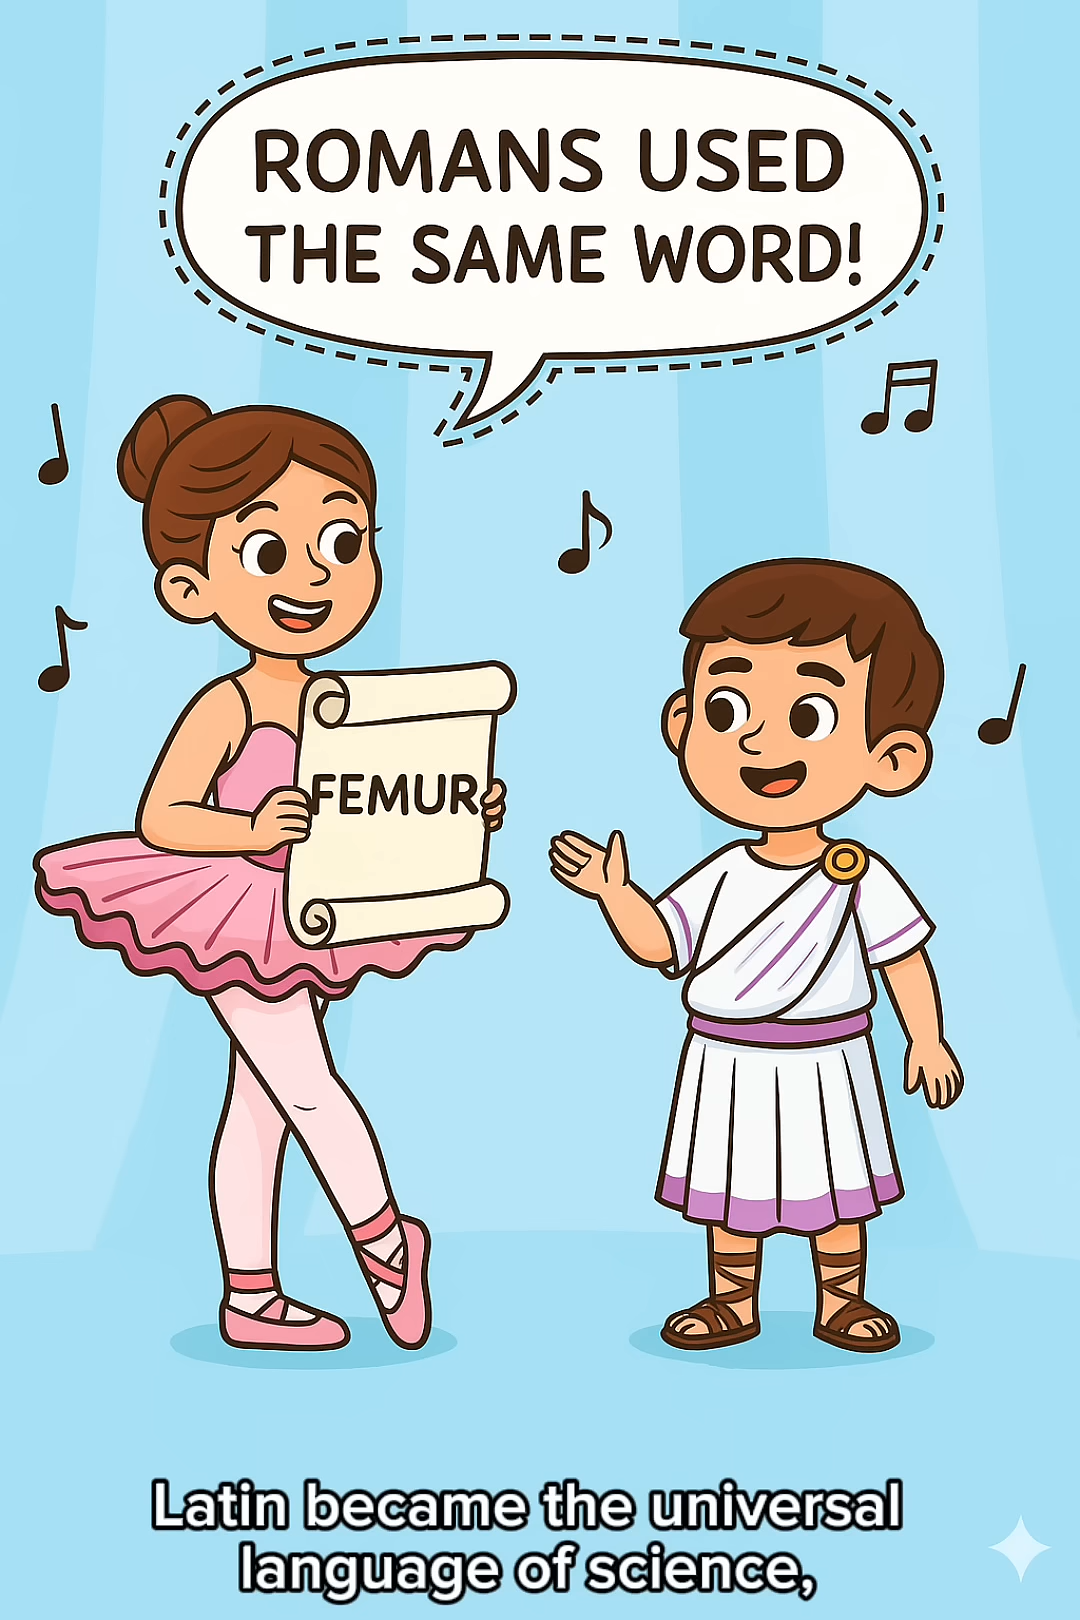 ROMANS USED
THE SAME WORD!
FEMUR
Latin became the universal
language of science,